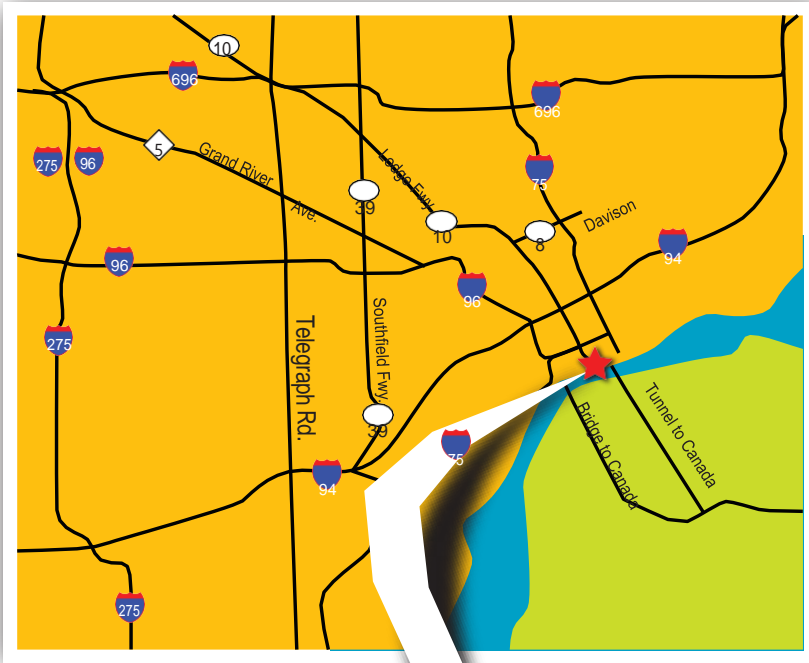 10
696
696
5
275
96
Grand River
Ave.
Lodge Fwy.
75
39
10
8
Davison
94
96
96
275
Southfield Fwy.
Telegraph Rd.
39
75
94
Bridge to Canada
Tunnel to Canada
275